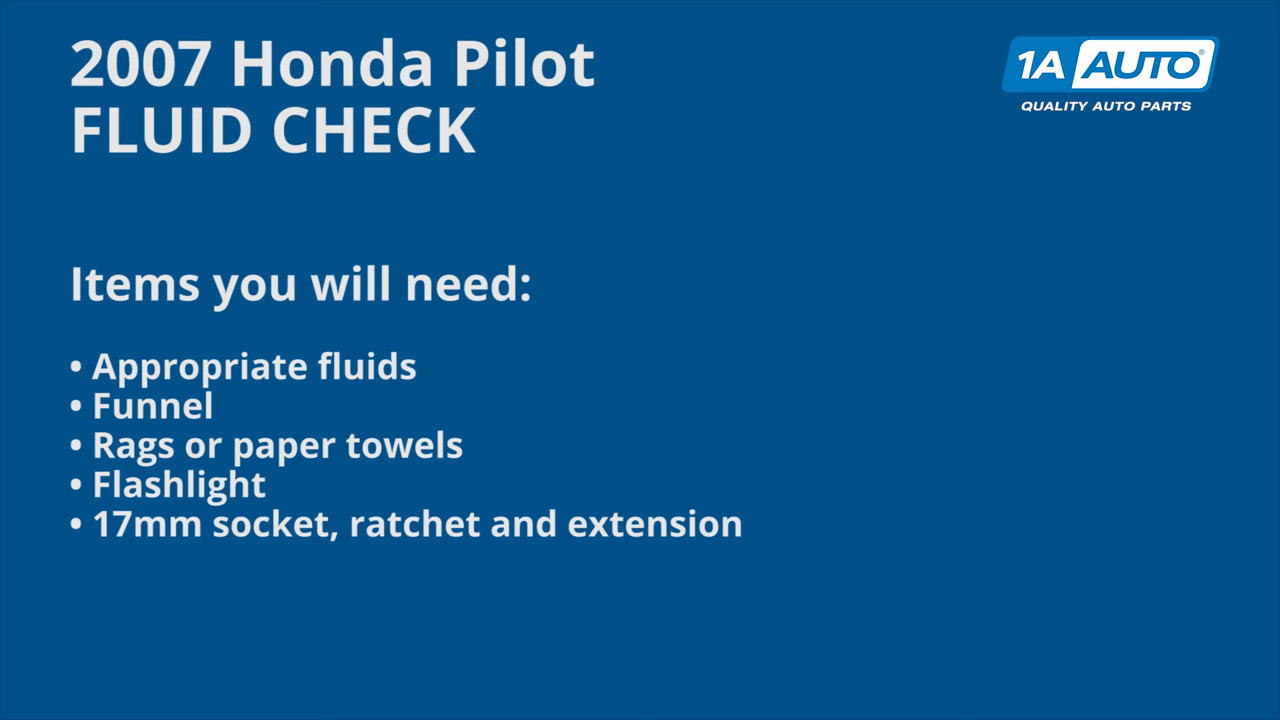 2007 Honda Pilot
FLUID CHECK
1A AUTO®
QUALITY AUTO PARTS
Items you will need:
• Appropriate fluids
• Funnel
• Rags or paper towels
• Flashlight
• 17mm socket, ratchet and extension